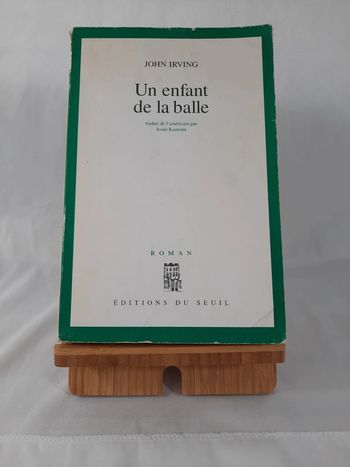 JOHN IRVING
Un enfant
de la balle
traduit de l'américain par
Josée Kamoun
ROMAN
ÉDITIONS DU SEUIL